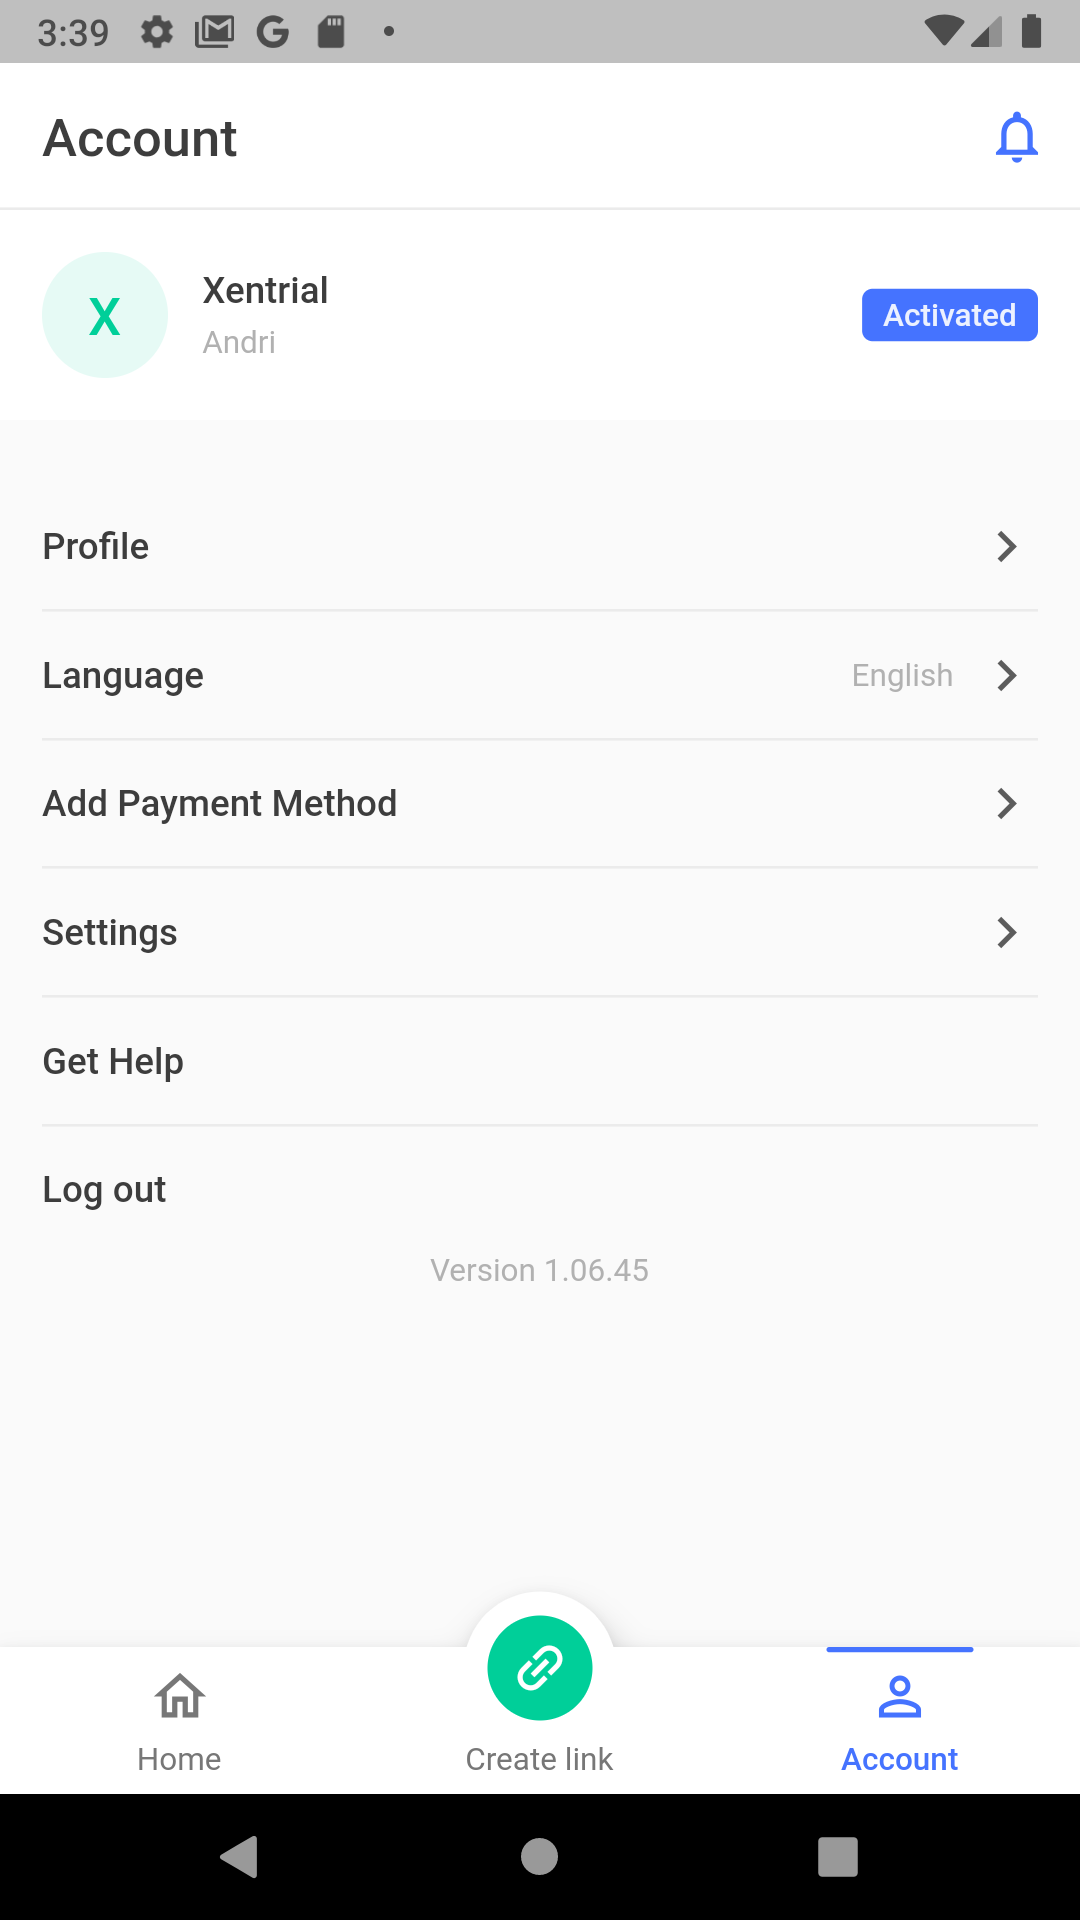 3:39
Account
X
Xentrial
Andri
Activated
Profile
Language
English
Add Payment Method
Settings
Get Help
Log out
Version 1.06.45
Home
Create link
Account